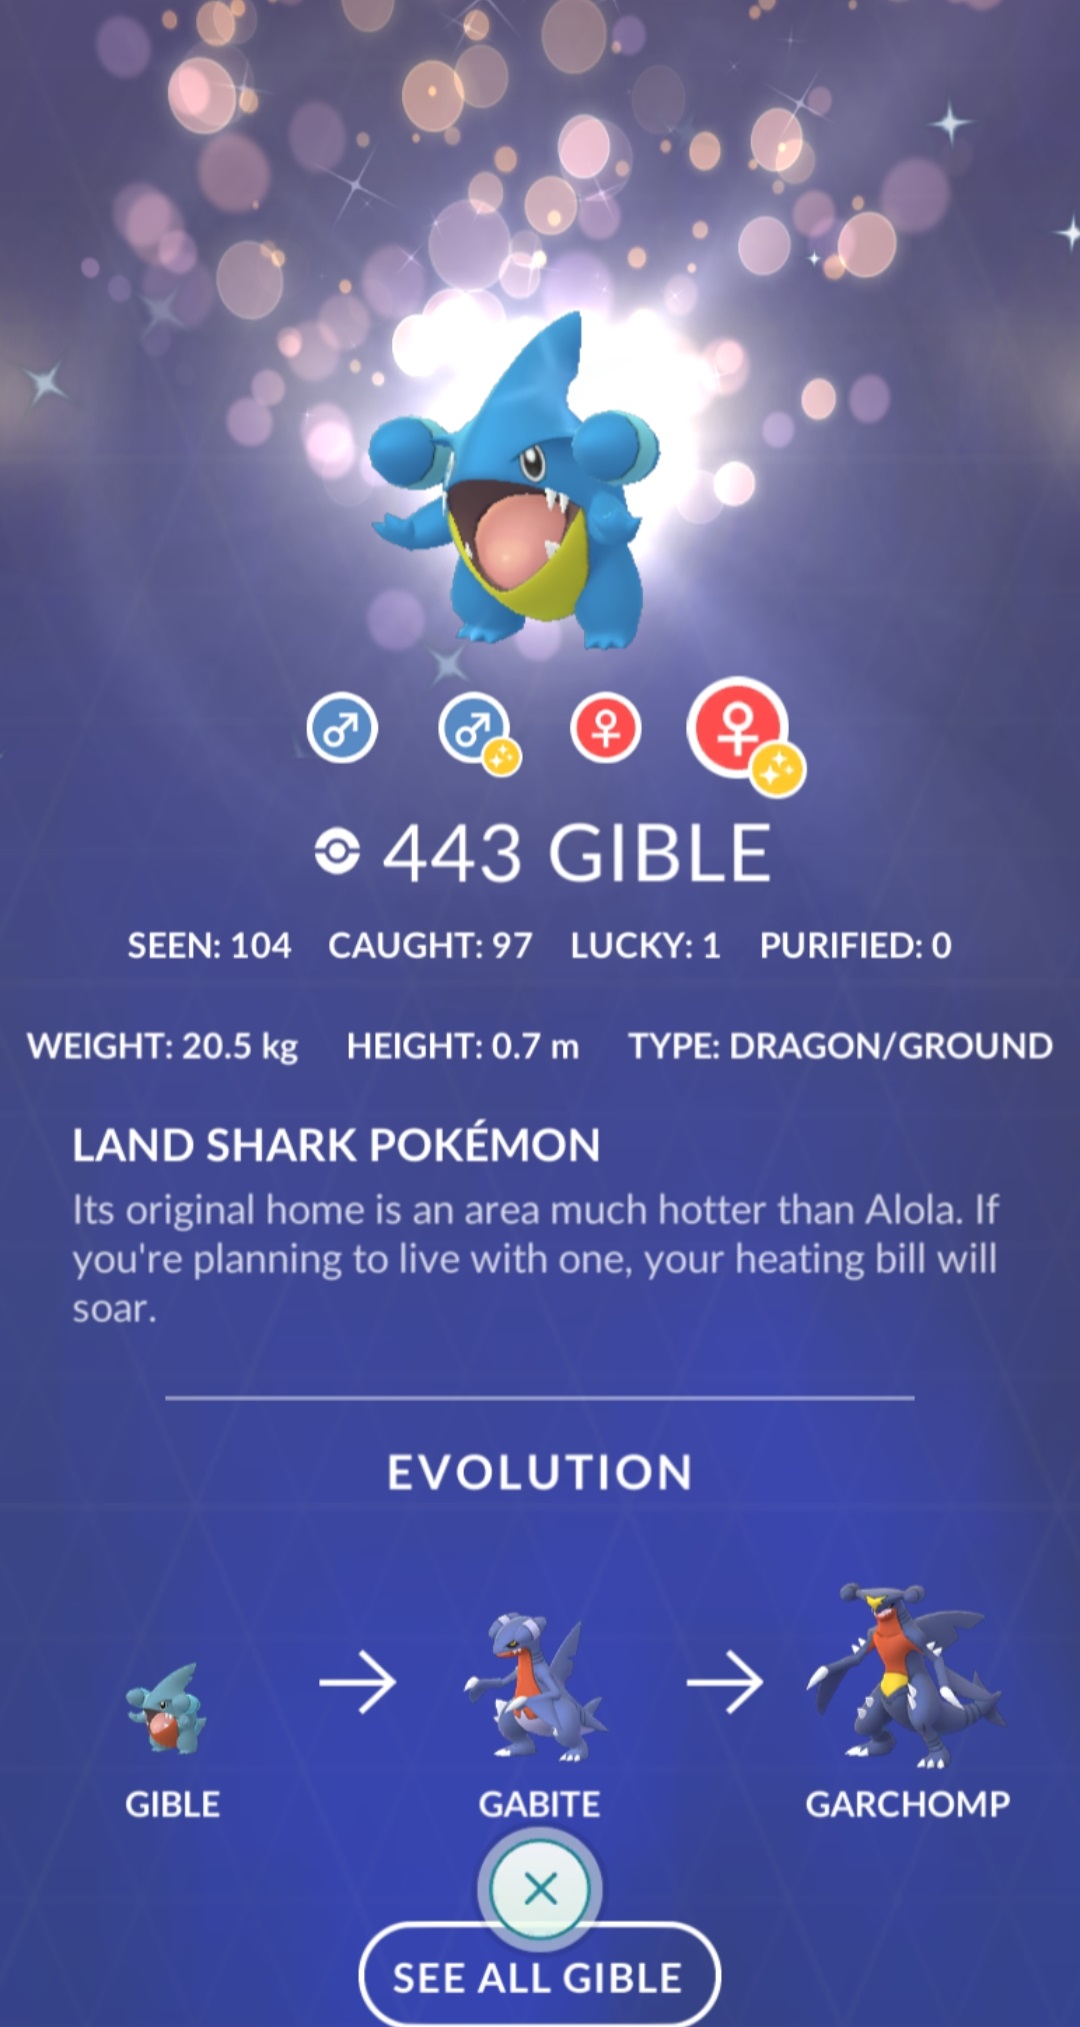 443 GIBLE
SEEN: 104 CAUGHT: 97 LUCKY: 1 PURIFIED: 0
WEIGHT: 20.5 kg HEIGHT: 0.7 m TYPE: DRAGON/GROUND
LAND SHARK POKÉMON
Its original home is an area much hotter than Alola. If
you're planning to live with one, your heating bill will
soar.
EVOLUTION
GIBLE GABITE GARCHOMP
SEE ALL GIBLE